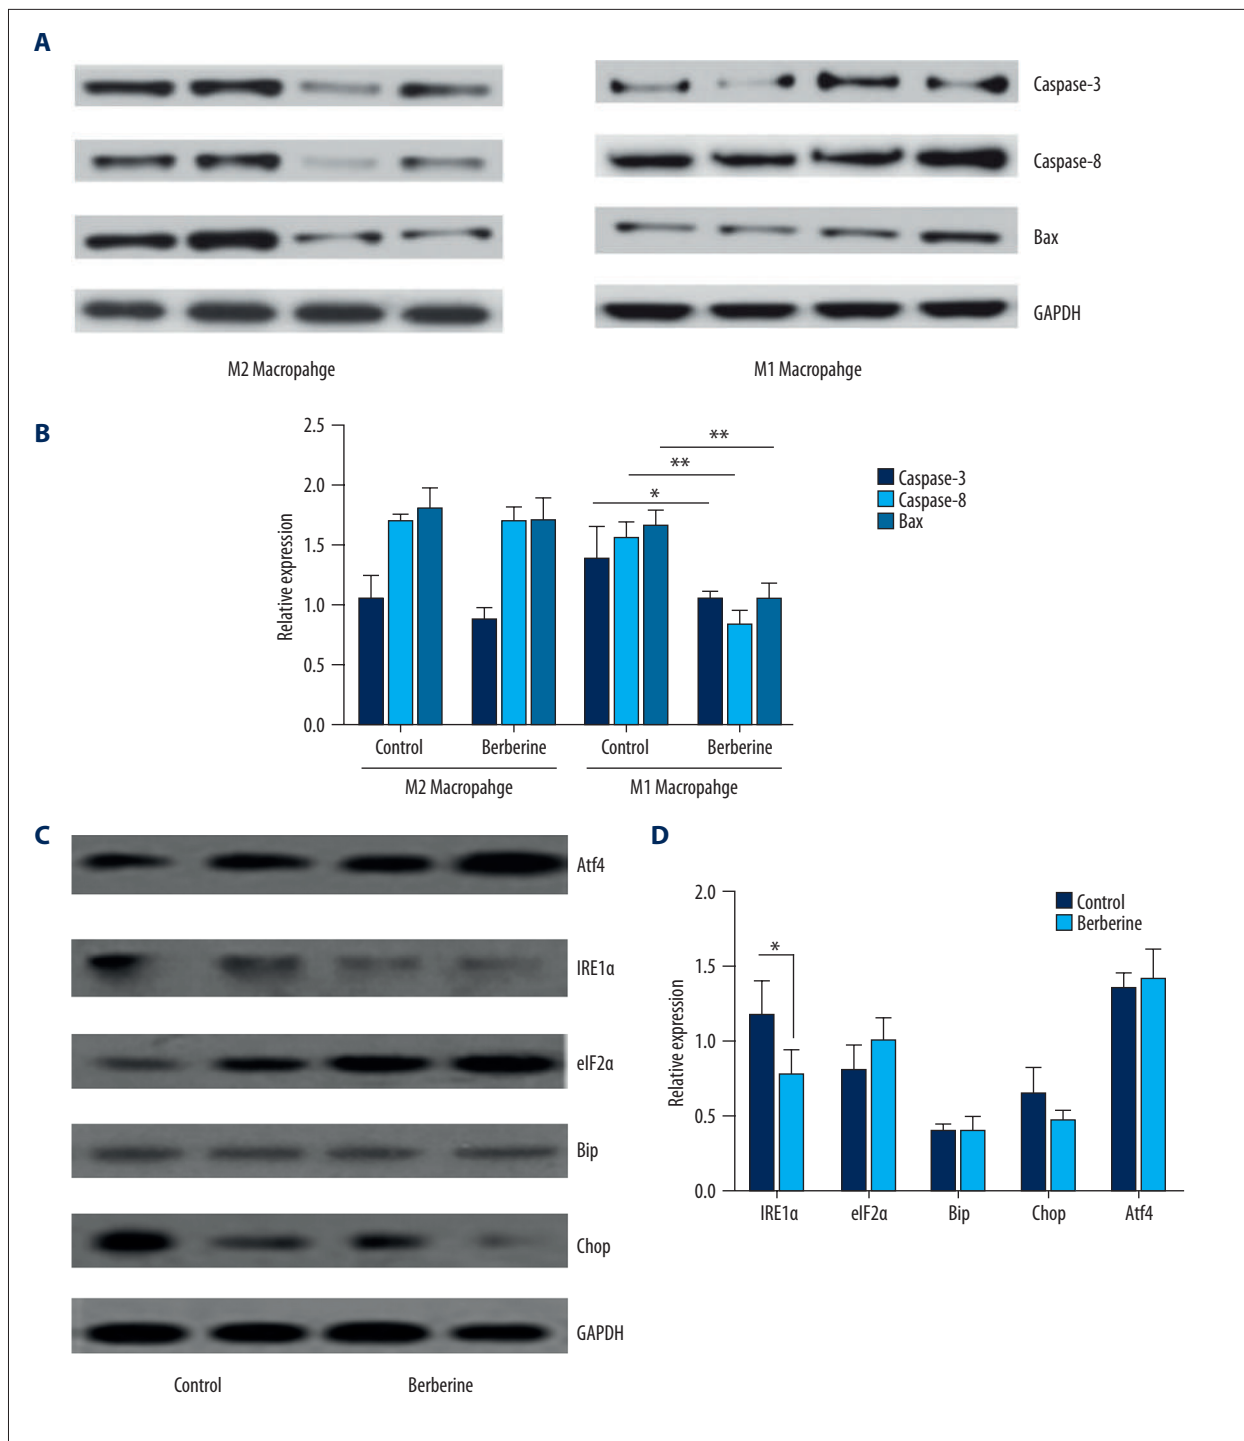 A
Caspase-3
Caspase-8
Bax
GAPDH
M2 Macropahge
M1 Macropahge
B
2.5
2.0
1.5
1.0
0.5
0.0
Relative expression
**
**
*
Caspase-3
Caspase-8
Bax
Control
Berberine
Control
Berberine
M2 Macropahge
M1 Macropahge
C
Atf4
IRE1α
eIF2α
Bip
Chop
GAPDH
Control
Berberine
D
2.0
1.5
1.0
0.5
0.0
Relative expression
*
Control
Berberine
IRE1α
eIF2α
Bip
Chop
Atf4